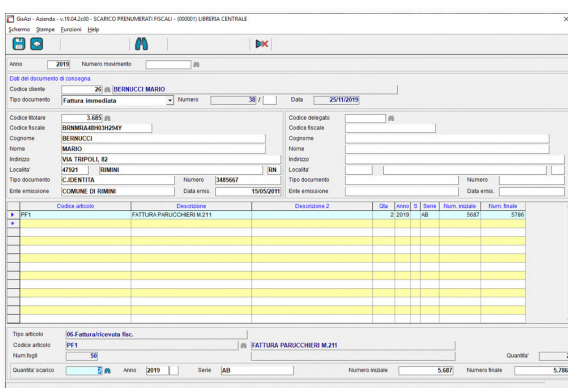 GisAzi - Azienda - v.19.04.2c00 - SCARICO PRENUMERATI FISCALI - (000001) LIBRERIA CENTRALE
Schermo Stampe Funzioni Help
Anno 2019 Numero movimento
Dati del documento di consegna
Codice cliente 26 BERNUCCI MARIO
Tipo documento Fattura immediata Numero 38 / Data 25/11/2019
Codice titolare 3.685 Codice delegato
Codice fiscale BRNMRA48H03H294Y Codice fiscale
Cognome BERNUCCI Cognome
Nome MARIO Nome
Indirizzo VIA TRIPOLI, 82 Indirizzo
Localita' 47921 RIMINI RN Localita'
Tipo documento C.IDENTITA Numero 3485667 Tipo documento Numero
Ente emissione COMUNE DI RIMINI Data emis. 15/05/2011 Ente emissione Data emis.
Codice articolo Descrizione Descrizione 2 Qta Anno S Serie Num. iniziale Num. finale
PF1 FATTURA PARUCCHIERI M.211 2 2019 AB 5687 5786
Tipo articolo 06-Fattura/ricevuta fisc.
Codice articolo PF1 FATTURA PARUCCHIERI M.211
Num.fogli 50 Quantita' 2
Quantita' scarico 2 Anno 2019 Serie AB Numero iniziale 5.687 Numero finale 5.786